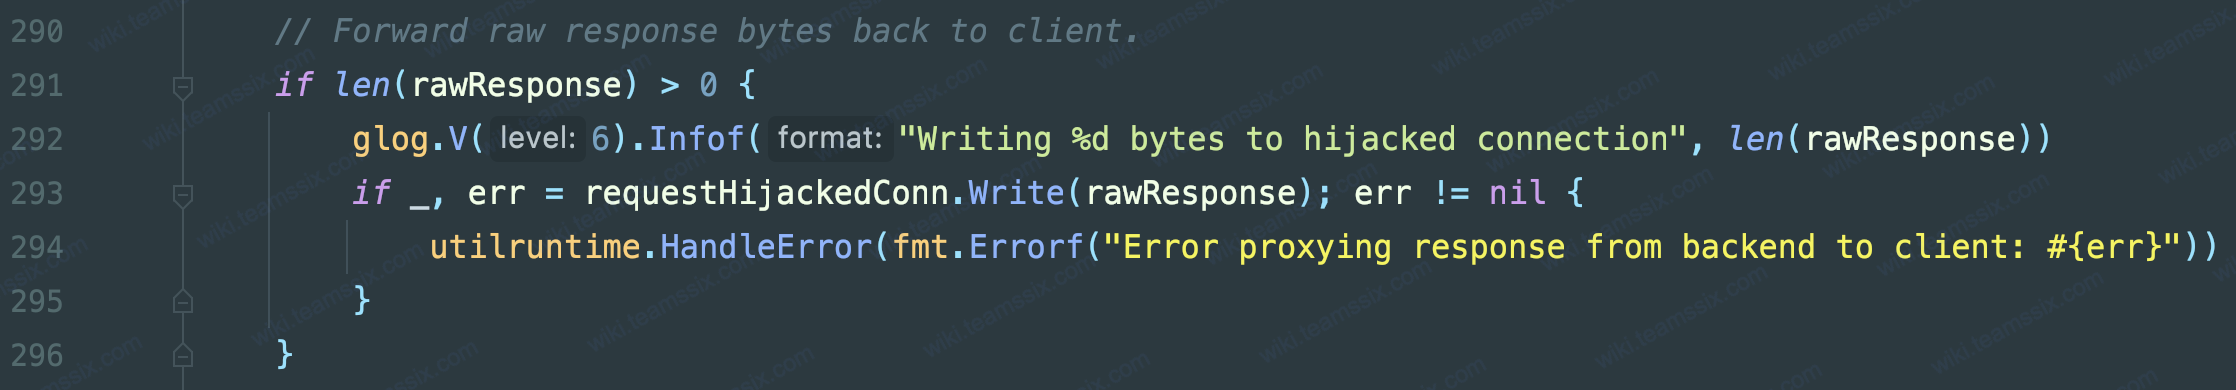 290 // Forward raw response bytes back to client.
291 if len(rawResponse) > 0 {
292 glog.V( level: 6).Infof( format: "Writing %d bytes to hijacked connection", len(rawResponse))
293 if _, err = requestHijackedConn.Write(rawResponse); err != nil {
294 utilruntime.HandleError(fmt.Errorf("Error proxying response from backend to client: #{err}"))
295 }
296 }
wiki.teamssix.com